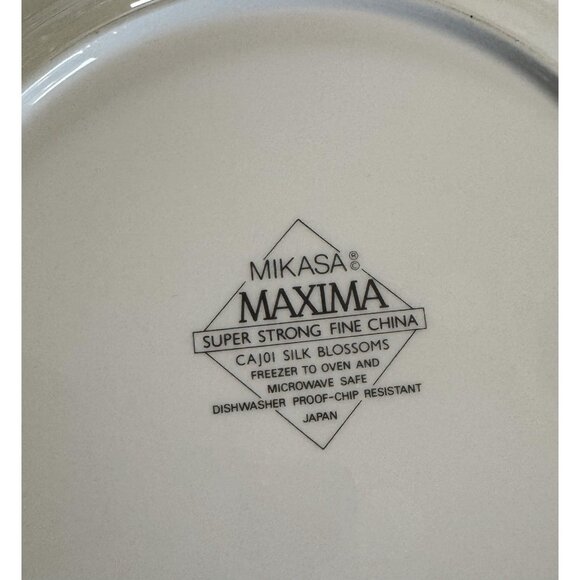 MIKASA®©
MAXIMA
SUPER STRONG FINE CHINA
CAJ01 SILK BLOSSOMS
FREEZER TO OVEN AND
MICROWAVE SAFE
DISHWASHER PROOF-CHIP RESISTANT
JAPAN